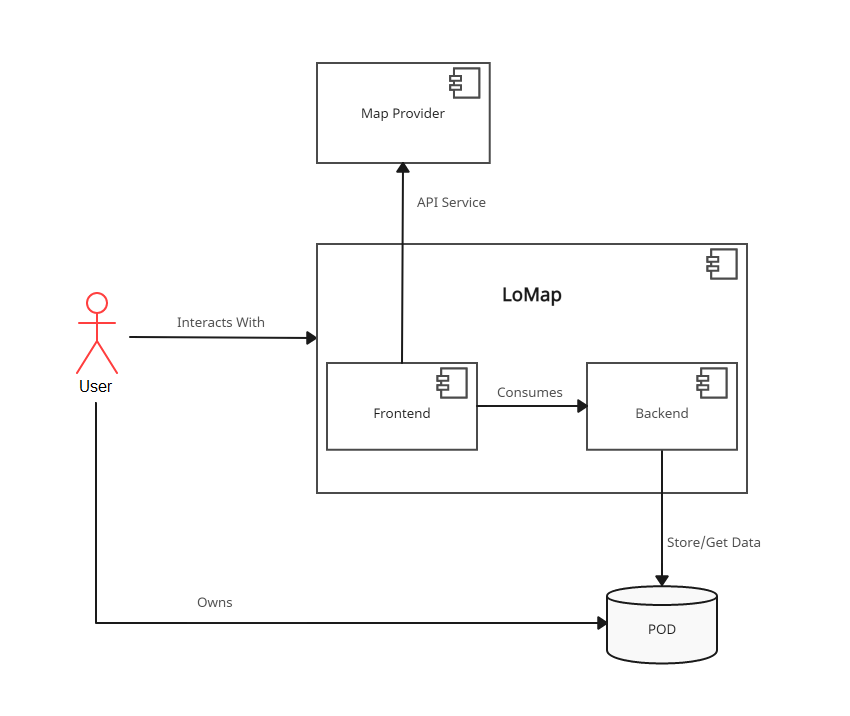 Map Provider
API Service
LoMap
Interacts With
User
Frontend
Consumes
Backend
Store/Get Data
Owns
POD